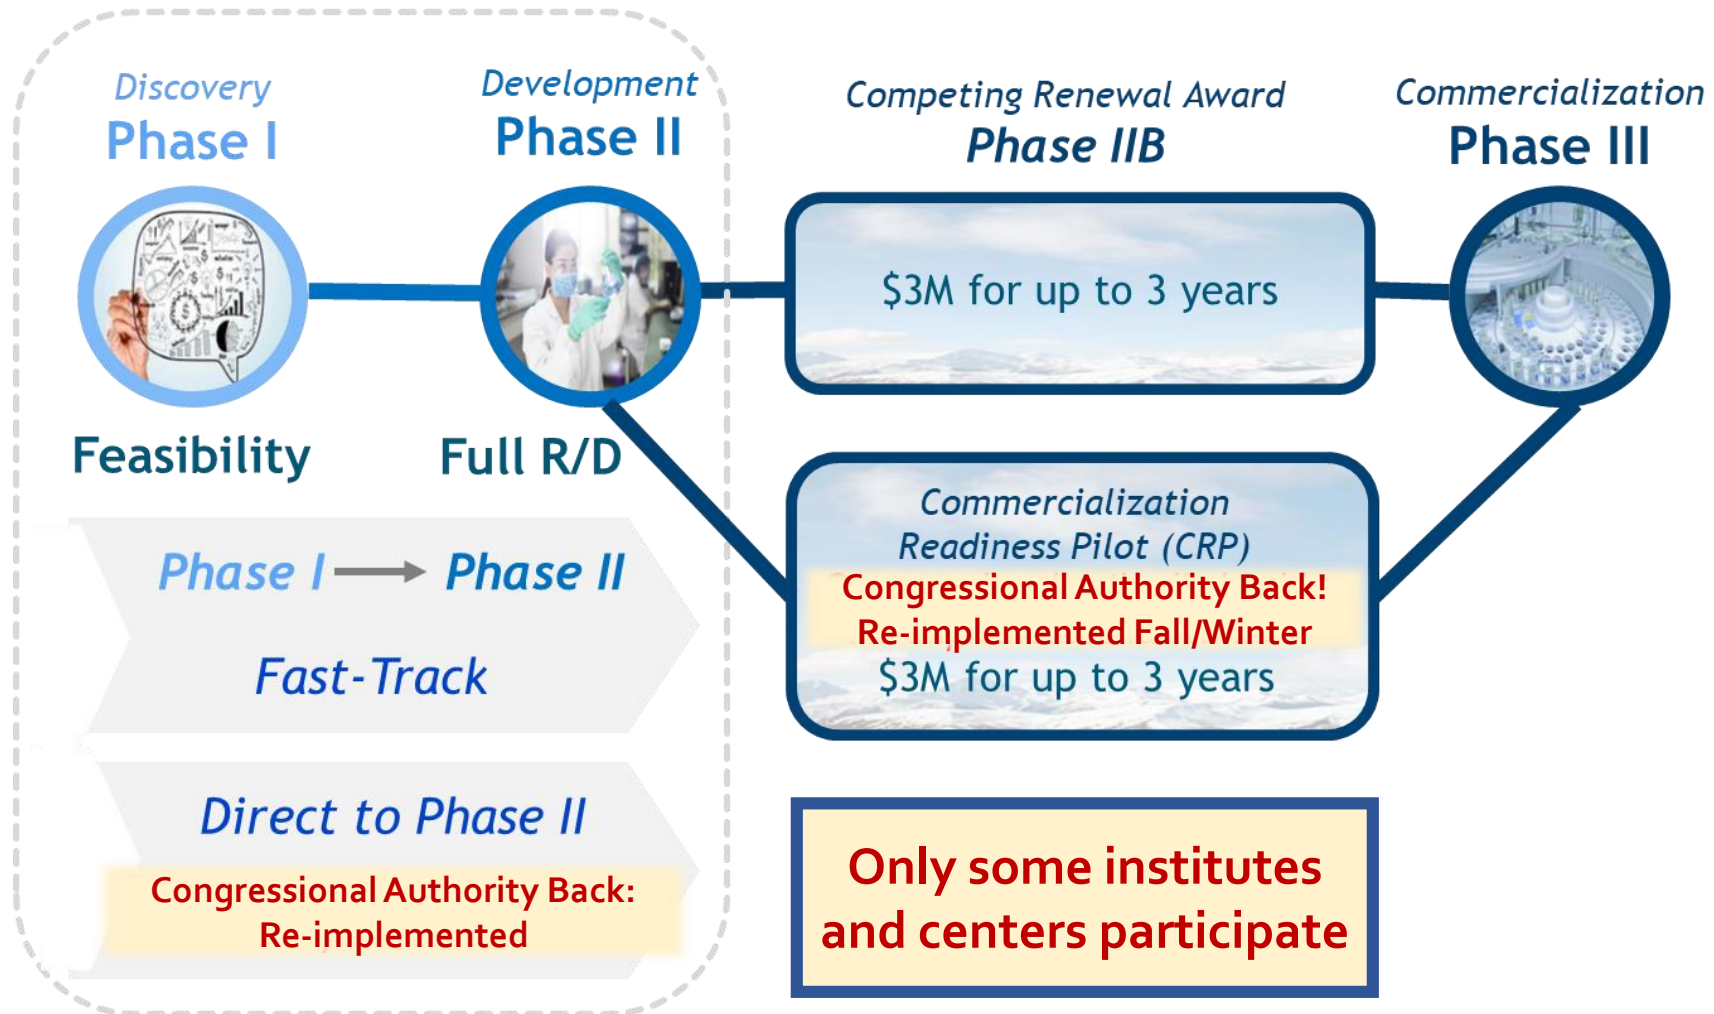 Discovery
Phase I
Development
Phase II
Competing Renewal Award
Phase IIB
Commercialization
Phase III
$3M for up to 3 years
Feasibility
Full R/D
Phase I
Phase II
Fast-Track
Direct to Phase II
Congressional Authority Back:
Re-implemented
Commercialization
Readiness Pilot (CRP)
Congressional Authority Back!
Re-implemented Fall/Winter
$3M for up to 3 years
Only some institutes
and centers participate